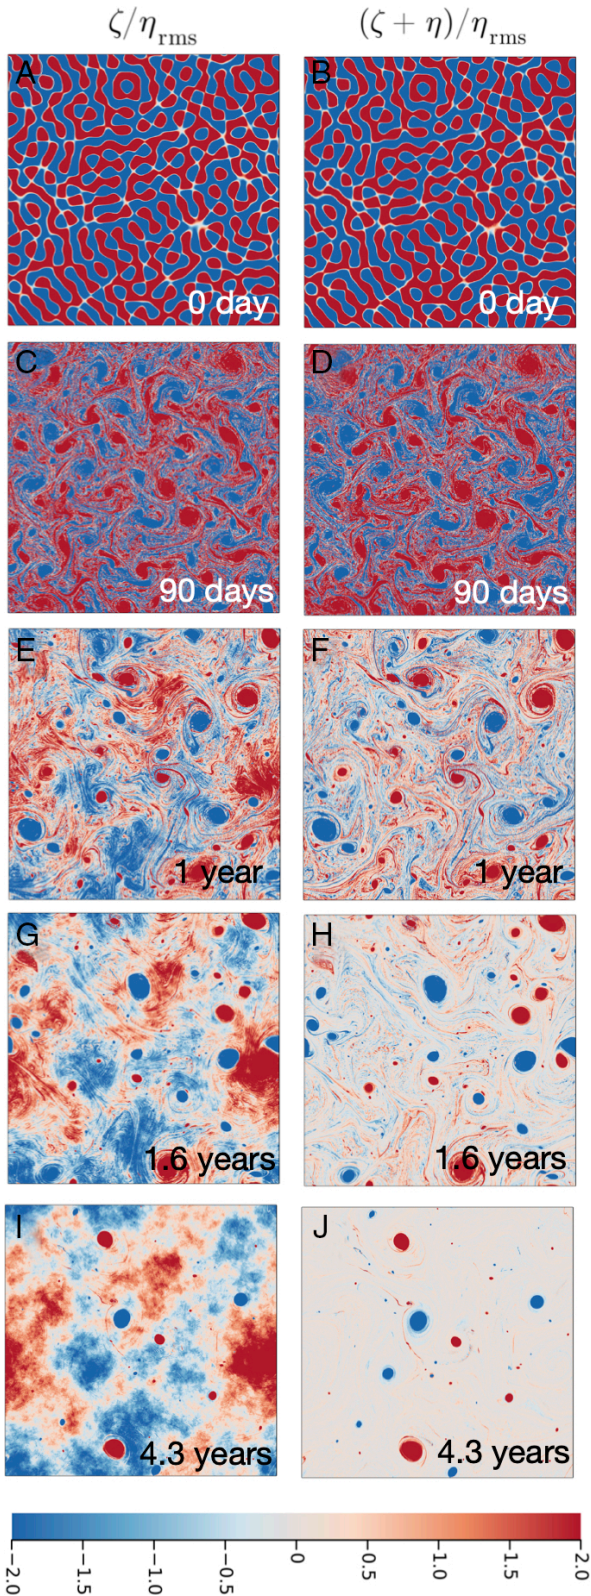 ζ/η_rms (ζ + η)/η_rms
A B
0 day 0 day
C D
90 days 90 days
E F
1 year 1 year
G H
1.6 years 1.6 years
I J
4.3 years 4.3 years
-2.0 -1.5 -1.0 -0.5 0 0.5 1.0 1.5 2.0